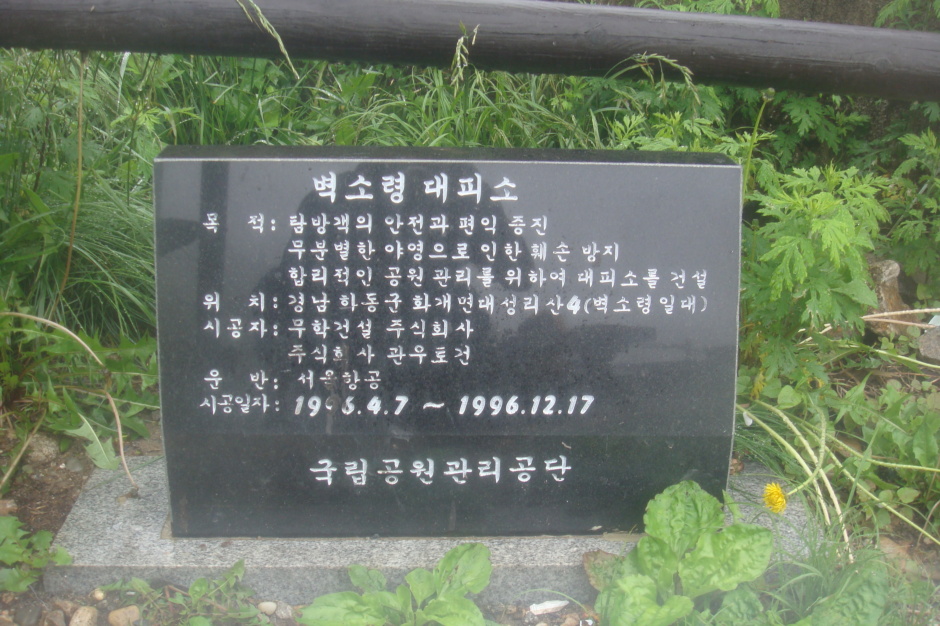 벽소령 대피소
목 적: 탐방객의 안전과 편익 증진
무분별한 야영으로 인한 훼손 방지
합리적인 공원 관리를 위하여 대피소를 건설
위 치: 경남 하동군 화개면 대성리 산4(벽소령일대)
시공자: 무학건설 주식회사
주식회사 관우토건
운 반: 서울항공
시공일자: 1995.4.7 ~ 1996.12.17
국립공원관리공단